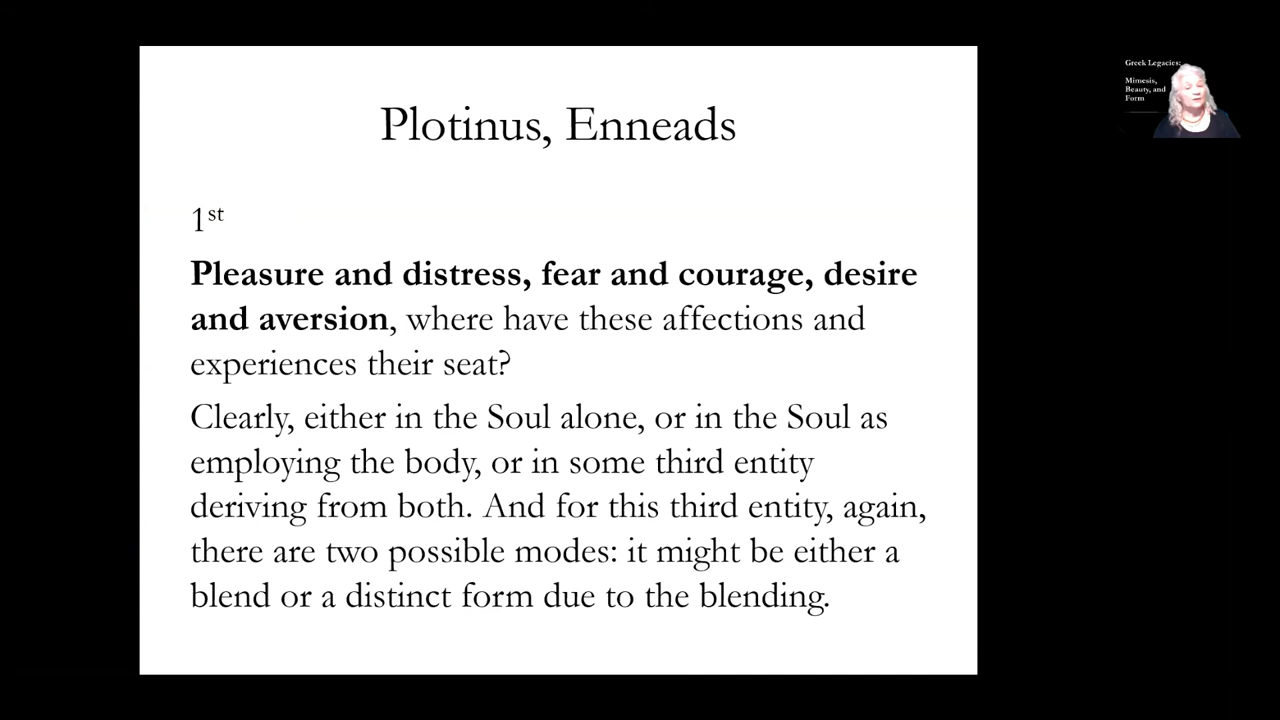 Plotinus, Enneads
1st
Pleasure and distress, fear and courage, desire
and aversion, where have these affections and
experiences their seat?
Clearly, either in the Soul alone, or in the Soul as
employing the body, or in some third entity
deriving from both. And for this third entity, again,
there are two possible modes: it might be either a
blend or a distinct form due to the blending.
Greek Legacies:
Mimesis,
Beauty, and
Form